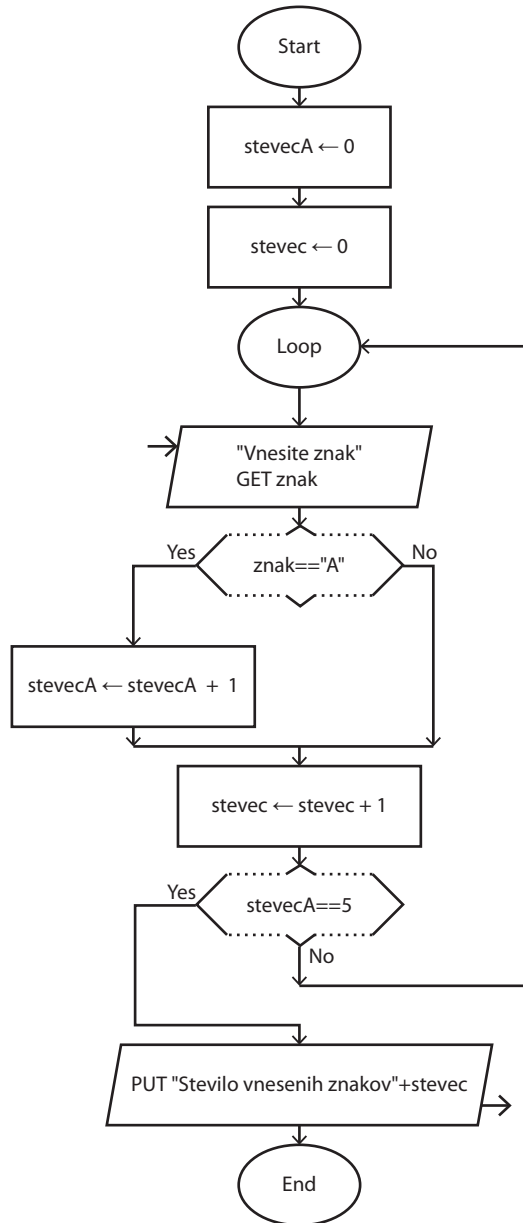 Start
stevecA ← 0
stevec ← 0
Loop
"Vnesite znak"
GET znak
Yes
No
znak=="A"
stevecA ← stevecA + 1
stevec ← stevec + 1
Yes
stevecA==5
No
PUT "Stevilo vnesenih znakov"+stevec
End